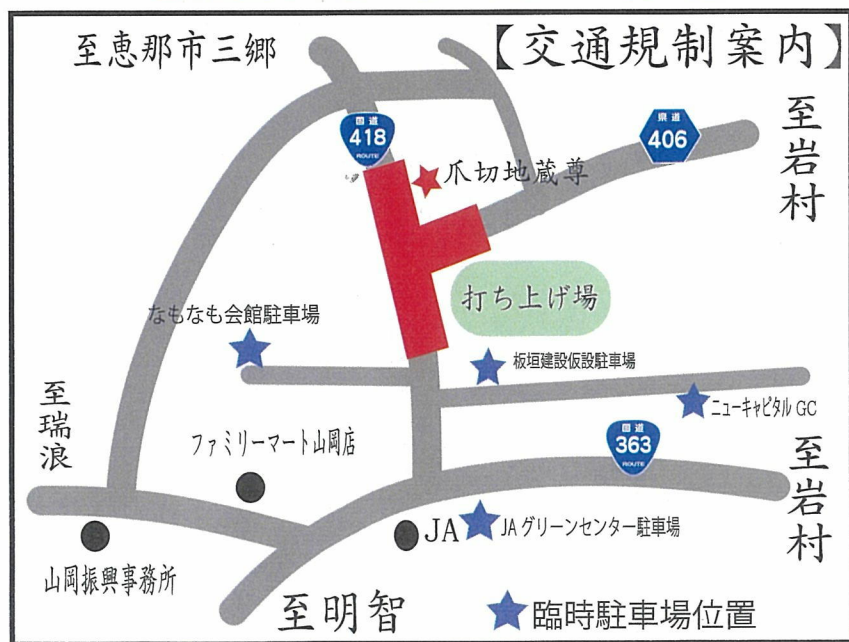 至恵那市三郷
【交通規制案内】
国道
418
ROUTE
県道
406
至岩村
爪切地蔵尊
打ち上げ場
なもなも会館駐車場
板垣建設仮設駐車場
至瑞浪
ニューキャピタル GC
ファミリーマート山岡店
国道
363
ROUTE
至岩村
JA
JAグリーンセンター駐車場
山岡振興事務所
至明智
臨時駐車場位置